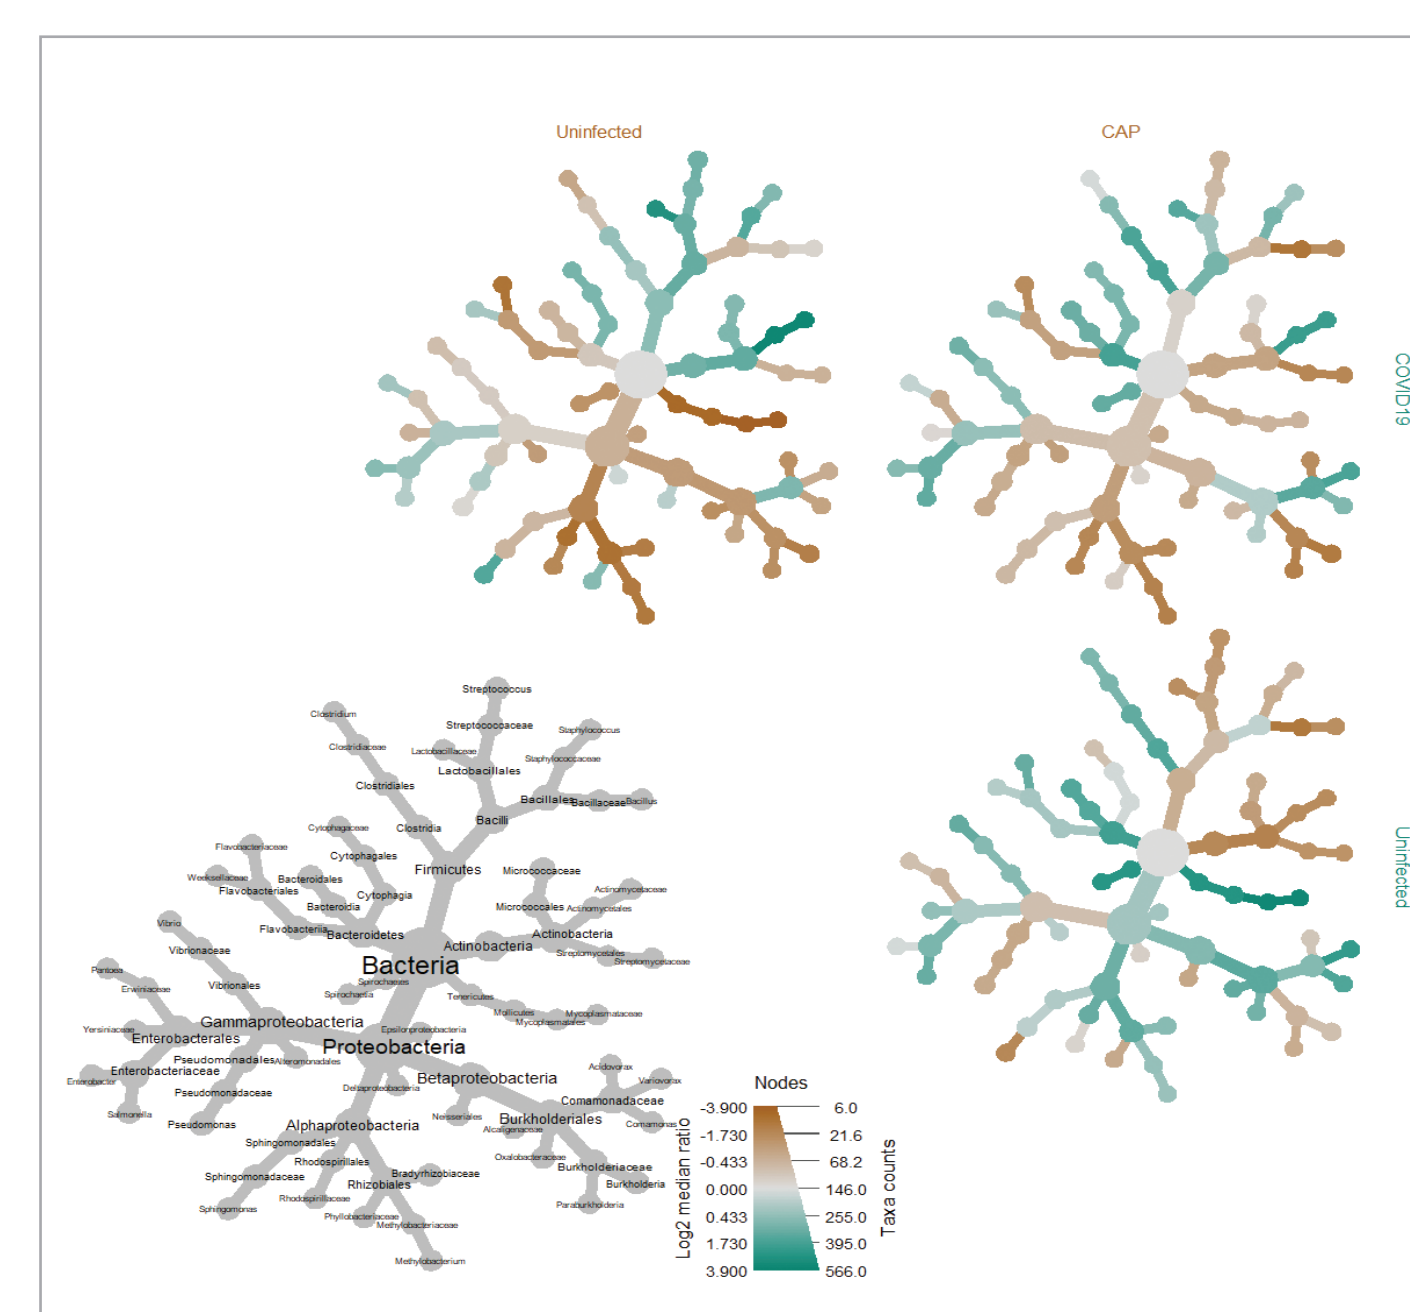 Uninfected
CAP
COVID19
Uninfected
Streptococcus
Clostridium
Streptococcaceae
Staphylococcus
Clostridiaceae
Lactobacillaceae
Staphylococcaceae
Lactobacillales
Clostridiales
Bacillales
Bacillaceae
Bacillus
Bacilli
Cytophagaceae
Clostridia
Flavobacteriaceae
Cytophagales
Firmicutes
Micrococcaceae
Weeksellaceae
Bacteroidales
Flavobacteriales
Cytophagia
Actinomycetaceae
Bacteroidia
Micrococcales
Actinomycetales
Vibrio
Flavobacteriia
Bacteroidetes
Actinobacteria
Actinobacteria
Vibrionaceae
Streptomycetales
Streptomycetaceae
Bacteria
Pantoea
Erwiniaceae
Vibrionales
Spirochaetes
Spirochaetia
Tenericutes
Mollicutes
Mycoplasmataceae
Mycoplasmatales
Gammaproteobacteria
Yersiniaceae
Enterobacterales
Epsilonproteobacteria
Proteobacteria
Pseudomonadales
Alteromonadales
Enterobacteriaceae
Enterobacter
Betaproteobacteria
Acidovorax
Variovorax
Pseudomonadaceae
Deltaproteobacteria
Comamonadaceae
Salmonella
Pseudomonas
Neisseriales
Burkholderiales
Comamonas
Alphaproteobacteria
Alcaligenaceae
Sphingomonadales
Oxalobacteraceae
Rhodospirillales
Burkholderiaceae
Sphingomonadaceae
Bradyrhizobiaceae
Rhizobiales
Burkholderia
Rhodospirillaceae
Paraburkholderia
Sphingomonas
Phyllobacteriaceae
Methylobacteriaceae
Methylobacterium
Nodes
-3.900 6.0
-1.730 21.6
-0.433 68.2
0.000 146.0
0.433 255.0
1.730 395.0
3.900 566.0
Log2 median ratio
Taxa counts